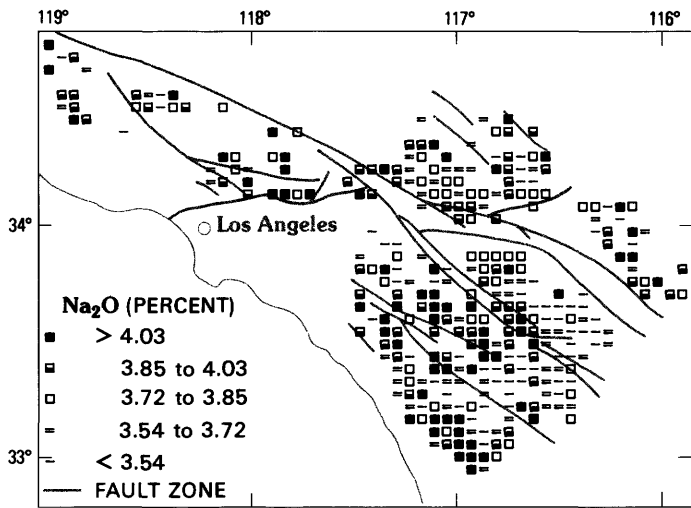 119° 118° 117° 116°
34°
Los Angeles
Na₂O (PERCENT)
> 4.03
3.85 to 4.03
3.72 to 3.85
3.54 to 3.72
< 3.54
FAULT ZONE
33°